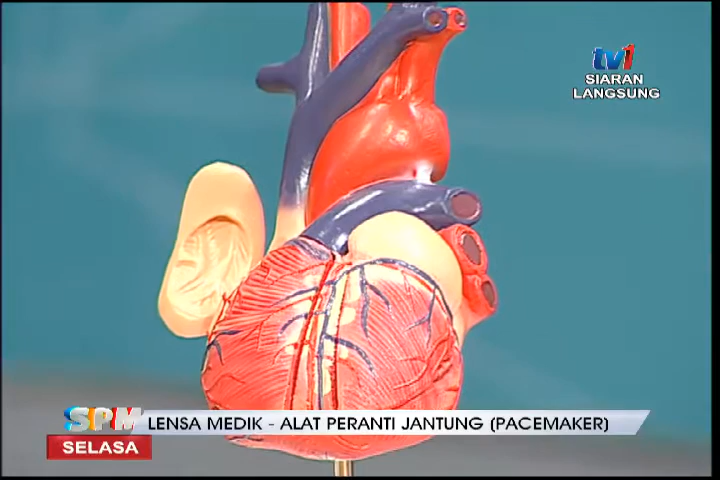 tv1
SIARAN
LANGSUNG
SPM LENSA MEDIK - ALAT PERANTI JANTUNG (PACEMAKER)
SELASA